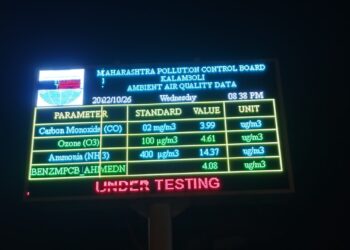 MAHARASHTRA POLLUTION CONTROL BOARD
KALAMBOLI
AMBIENT AIR QUALITY DATA
2022/10/26 Wednesday 08:38 PM
PARAMETER STANDARD VALUE UNIT
Carbon Monoxide (CO) 02 mg/m3 3.99 ug/m3
Ozone (O3) 100 µg/m3 4.61 ug/m3
Ammonia (NH3) 400 µg/m3 14.37 ug/m3
BENZMPCB_AHMEDN 4.08 ug/m3
UNDER TESTING